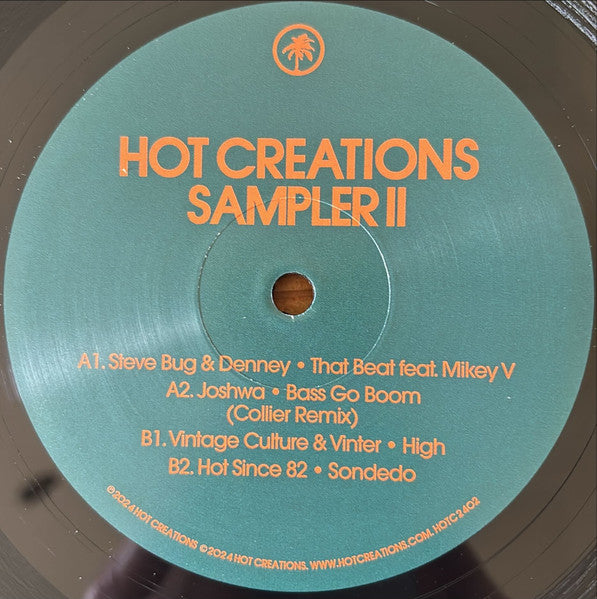 HOT CREATIONS
SAMPLER II
A1. Steve Bug & Denney • That Beat feat. Mikey V
A2. Joshwa • Bass Go Boom
(Collier Remix)
B1. Vintage Culture & Vinter • High
B2. Hot Since 82 • Sondedo
℗ 2024 HOT CREATIONS © 2024 HOT CREATIONS. WWW.HOTCREATIONS.COM. HOTC2402